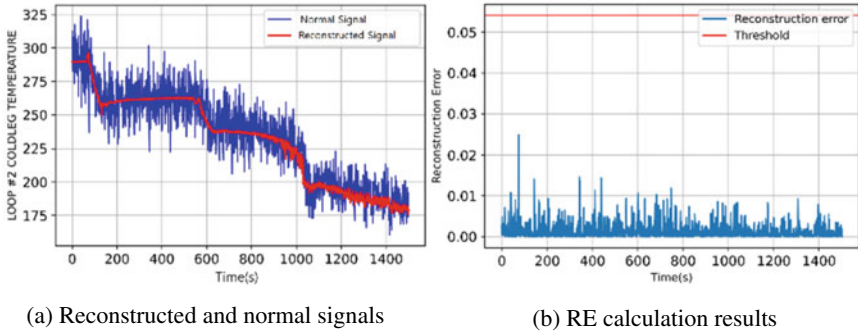 Normal Signal
Reconstructed Signal
LOOP #2 COLDLEG TEMPERATURE
325
300
275
250
225
200
175
0 200 400 600 800 1000 1200 1400
Time(s)
(a) Reconstructed and normal signals
Reconstruction error
Threshold
Reconstruction Error
0.05
0.04
0.03
0.02
0.01
0.00
0 200 400 600 800 1000 1200 1400
Time(s)
(b) RE calculation results